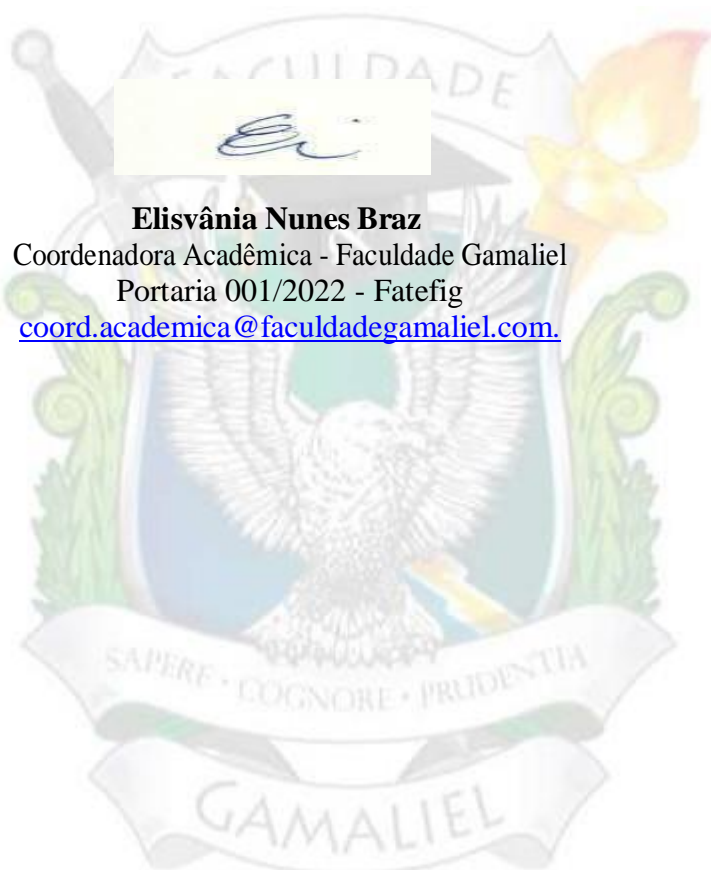 FACULDADE
Elisvânia Nunes Braz
Coordenadora Acadêmica - Faculdade Gamaliel
Portaria 001/2022 - Fatefig
coord.academica@faculdadegamaliel.com.
SAPERE • COGNORE • PRUDENTIA
GAMALIEL